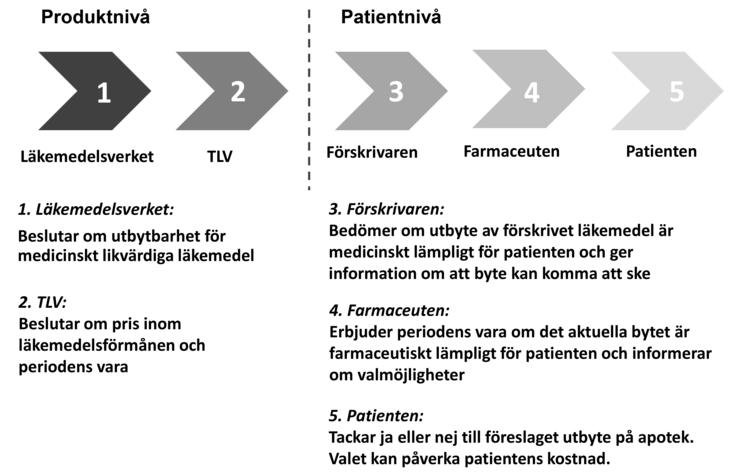 Produktnivå
Patientnivå
1
2
3
4
5
Läkemedelsverket
TLV
Förskrivaren
Farmaceuten
Patienten
1. Läkemedelsverket:
Beslutar om utbytbarhet för
medicinskt likvärdiga läkemedel
2. TLV:
Beslutar om pris inom
läkemedelsförmånen och
periodens vara
3. Förskrivaren:
Bedömer om utbyte av förskrivet läkemedel är
medicinskt lämpligt för patienten och ger
information om att byte kan komma att ske
4. Farmaceuten:
Erbjuder periodens vara om det aktuella bytet är
farmaceutiskt lämpligt för patienten och informerar
om valmöjligheter
5. Patienten:
Tackar ja eller nej till föreslaget utbyte på apotek.
Valet kan påverka patientens kostnad.